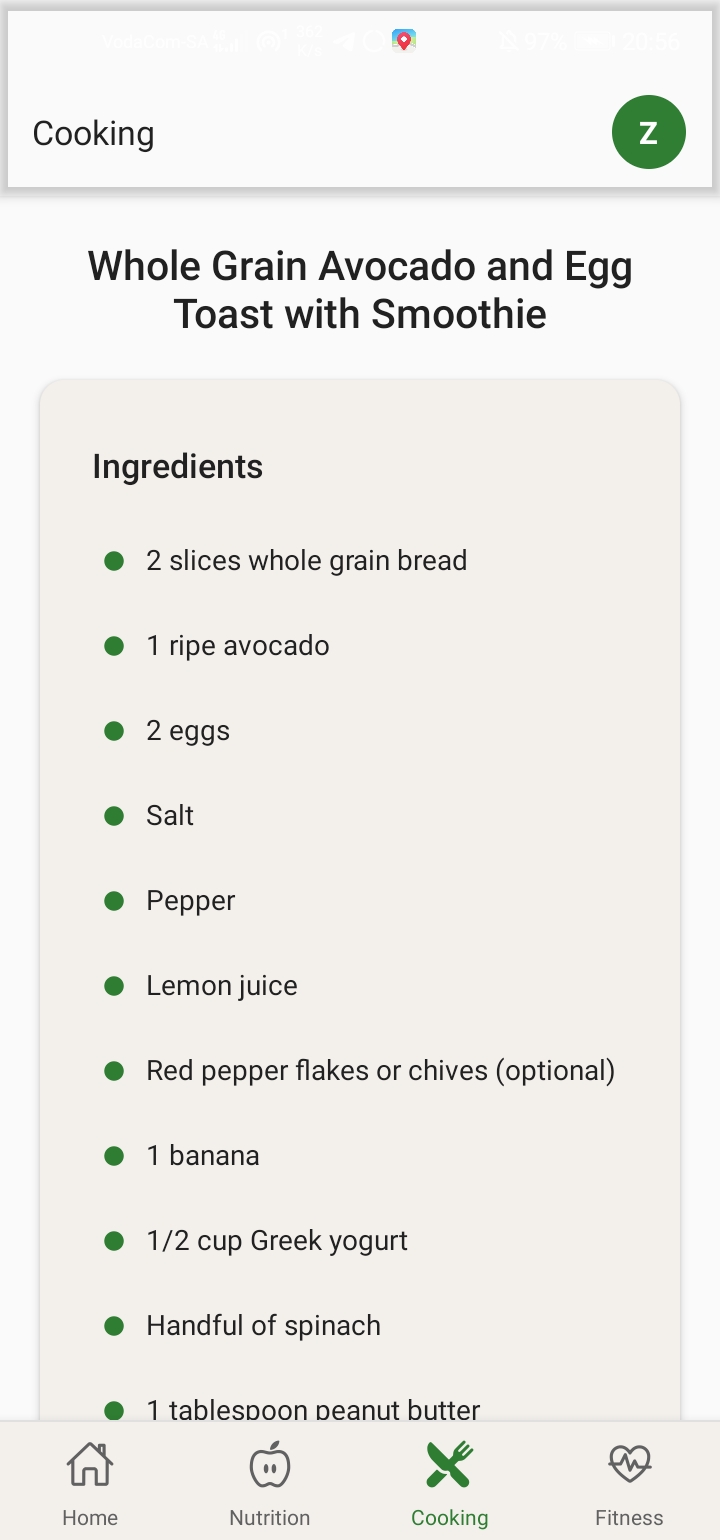 VodaCom SA
97%
20:56
Cooking
Z
Whole Grain Avocado and Egg
Toast with Smoothie
Ingredients
2 slices whole grain bread
1 ripe avocado
2 eggs
Salt
Pepper
Lemon juice
Red pepper flakes or chives (optional)
1 banana
1/2 cup Greek yogurt
Handful of spinach
1 tablespoon peanut butter
Home
Nutrition
Cooking
Fitness